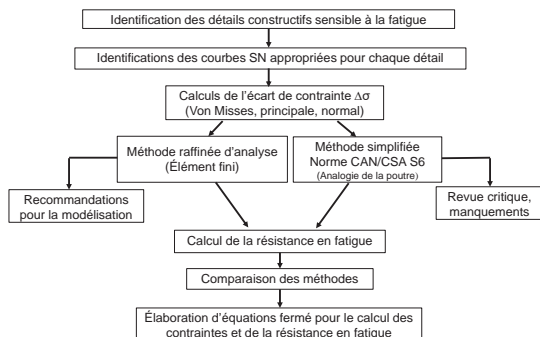 Identification des détails constructifs sensible à la fatigue
Identifications des courbes SN appropriées pour chaque détail
Calculs de l'écart de contrainte Δσ
(Von Misses, principale, normal)
Méthode raffinée d'analyse
(Élément fini)
Méthode simplifiée
Norme CAN/CSA S6
(Analogie de la poutre)
Recommandations
pour la modélisation
Revue critique,
manquements
Calcul de la résistance en fatigue
Comparaison des méthodes
Élaboration d'équations fermé pour le calcul des
contraintes et de la résistance en fatigue